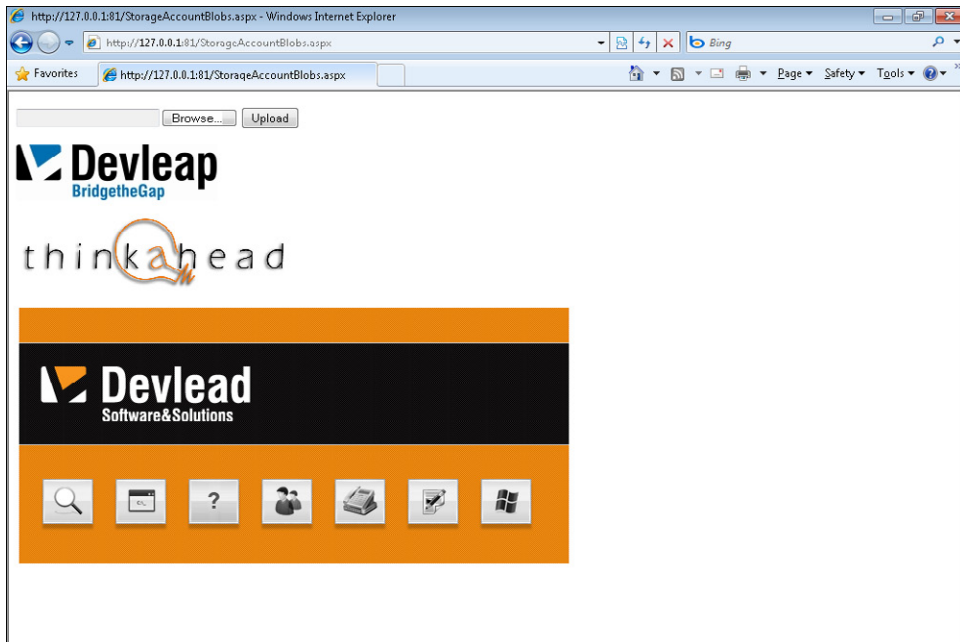 http://127.0.0.1:81/StorageAccountBlobs.aspx - Windows Internet Explorer
http://127.0.0.1:81/StorageAccountBlobs.aspx
Bing
Favorites
http://127.0.0.1:81/StorageAccountBlobs.aspx
Page
Safety
Tools
Browse...
Upload
Devleap
BridgetheGap
thinkahead
Devlead
Software&Solutions
?